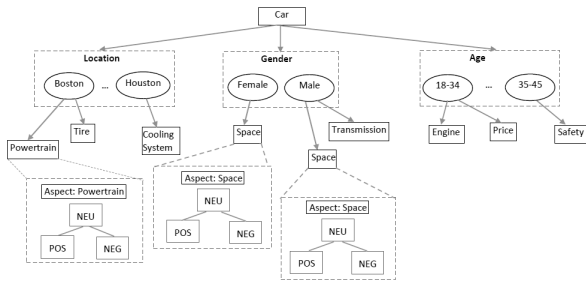 Car
Location
Gender
Age
Boston
...
Houston
Female
Male
18-34
...
35-45
Powertrain
Tire
Cooling
System
Space
Transmission
Space
Engine
Price
Safety
Aspect: Powertrain
NEU
POS
NEG
Aspect: Space
NEU
POS
NEG
Aspect: Space
NEU
POS
NEG